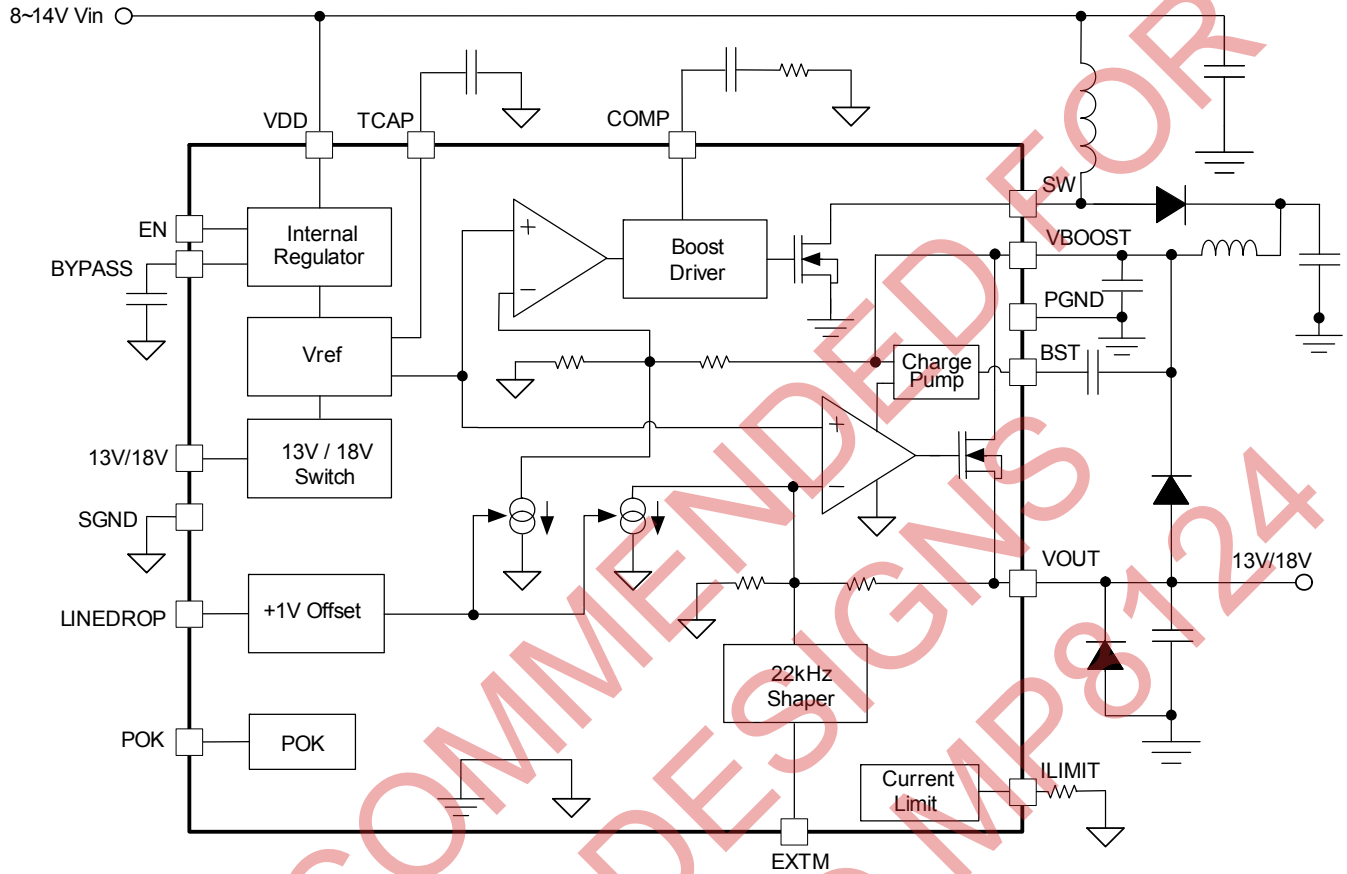 8~14V Vin
VDD
TCAP
COMP
SW
EN
Internal
Regulator
BYPASS
+
−
Boost
Driver
VBOOST
PGND
Vref
Charge
Pump
BST
13V/18V
13V / 18V
Switch
+
−
SGND
LINEDROP
+1V Offset
VOUT
13V/18V
22kHz
Shaper
POK
POK
Current
Limit
ILIMIT
EXTM
COMMENDED FOR
DESIGNS
O MP8124